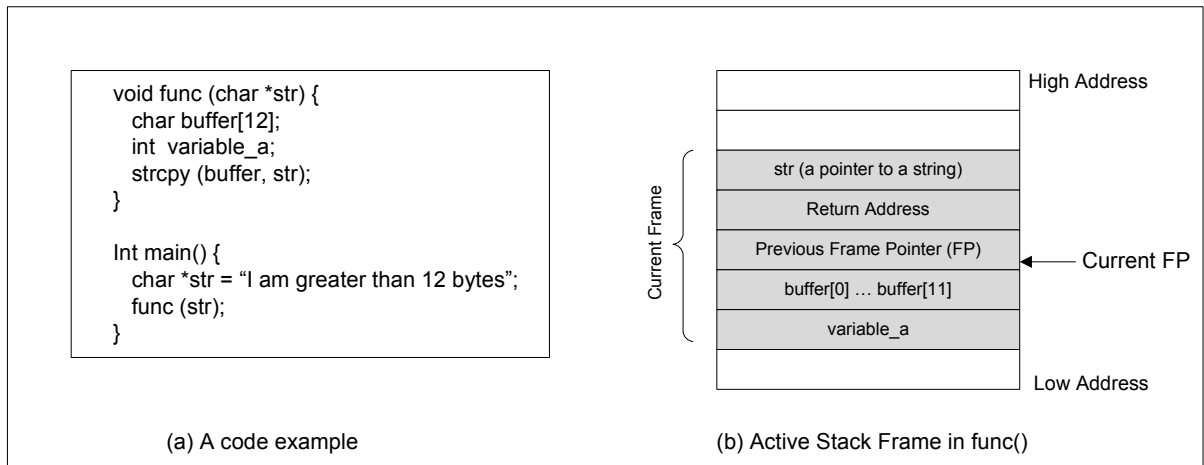 void func (char *str) {
char buffer[12];
int variable_a;
strcpy (buffer, str);
}
Int main() {
char *str = “I am greater than 12 bytes”;
func (str);
}
(a) A code example
High Address
str (a pointer to a string)
Return Address
Previous Frame Pointer (FP)
buffer[0] … buffer[11]
variable_a
Current Frame
Current FP
Low Address
(b) Active Stack Frame in func()